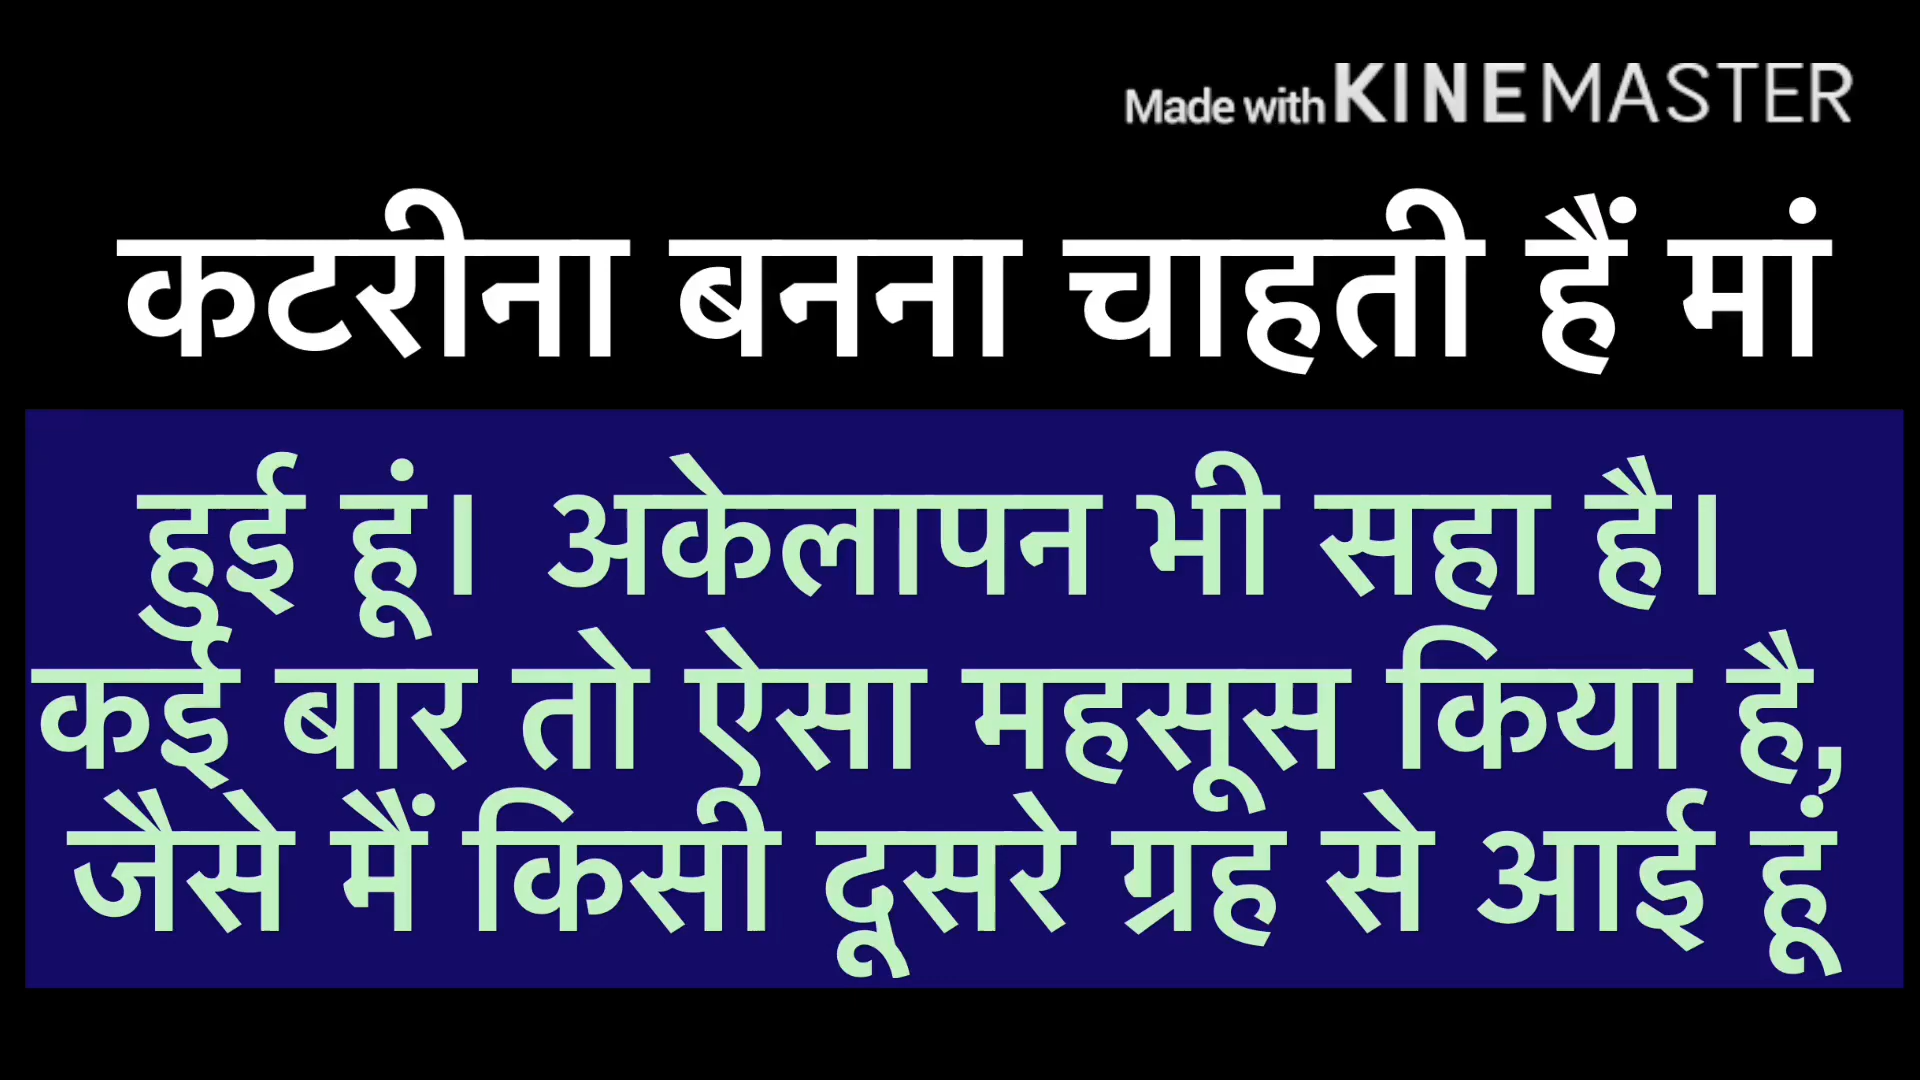 Made with KINEMASTER
कटरीना बनना चाहती हैं मां
हुई हूं। अकेलापन भी सहा है।
कई बार तो ऐसा महसूस किया है,
जैसे मैं किसी दूसरे ग्रह से आई हूं